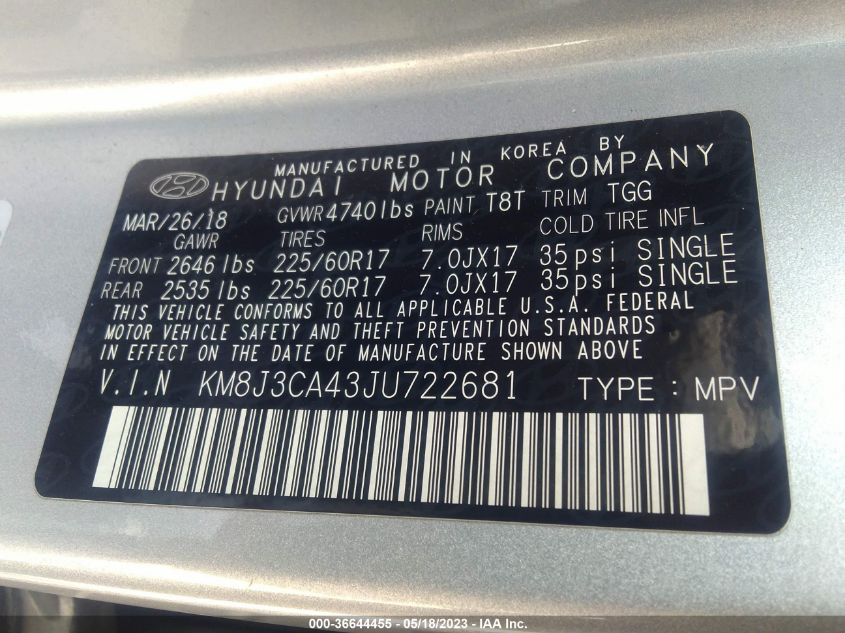 MANUFACTURED IN KOREA BY
HYUNDAI MOTOR COMPANY
MAR/26/18 GVWR 4740lbs PAINT T8T TRIM TGG
GAWR TIRES RIMS COLD TIRE INFL
FRONT 2646lbs 225/60R17 7.0JX17 35psi SINGLE
REAR 2535lbs 225/60R17 7.0JX17 35psi SINGLE
THIS VEHICLE CONFORMS TO ALL APPLICABLE U.S.A. FEDERAL
MOTOR VEHICLE SAFETY AND THEFT PREVENTION STANDARDS
IN EFFECT ON THE DATE OF MANUFACTURE SHOWN ABOVE
V.I.N KM8J3CA43JU722681 TYPE : MPV
000-36644455 - 05/18/2023 - IAA Inc.